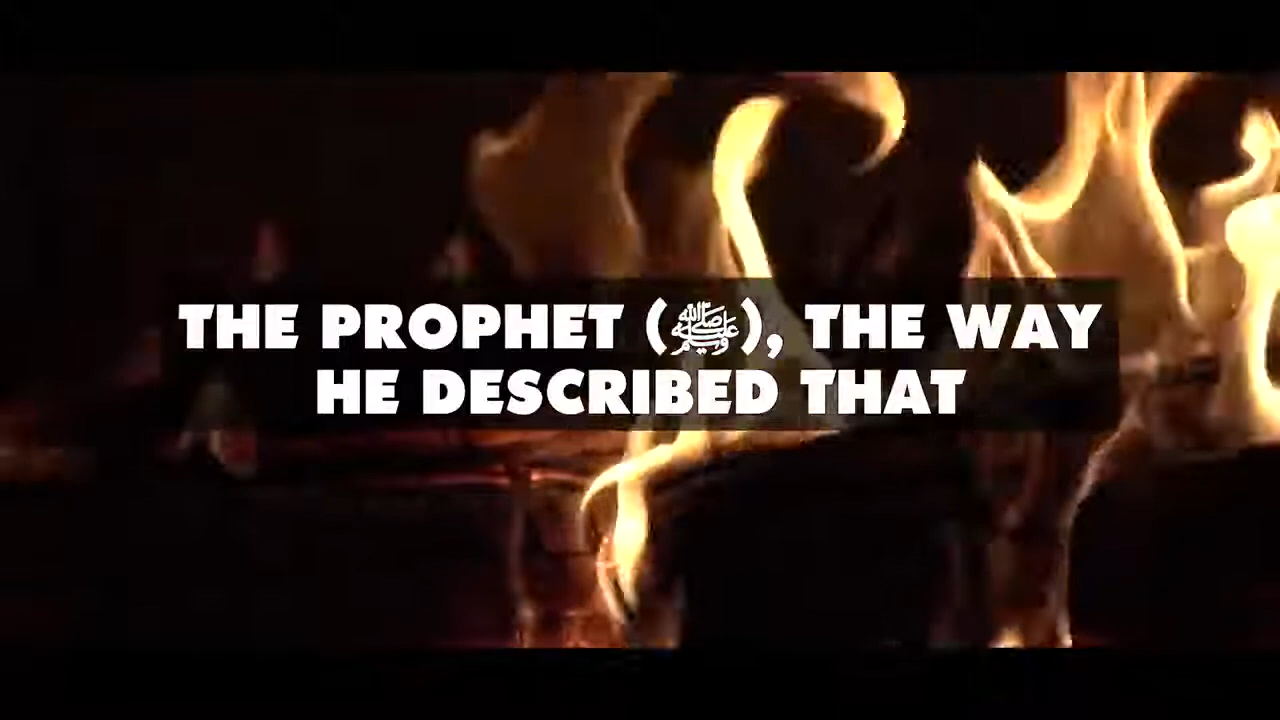 THE PROPHET (ﷺ), THE WAY
HE DESCRIBED THAT